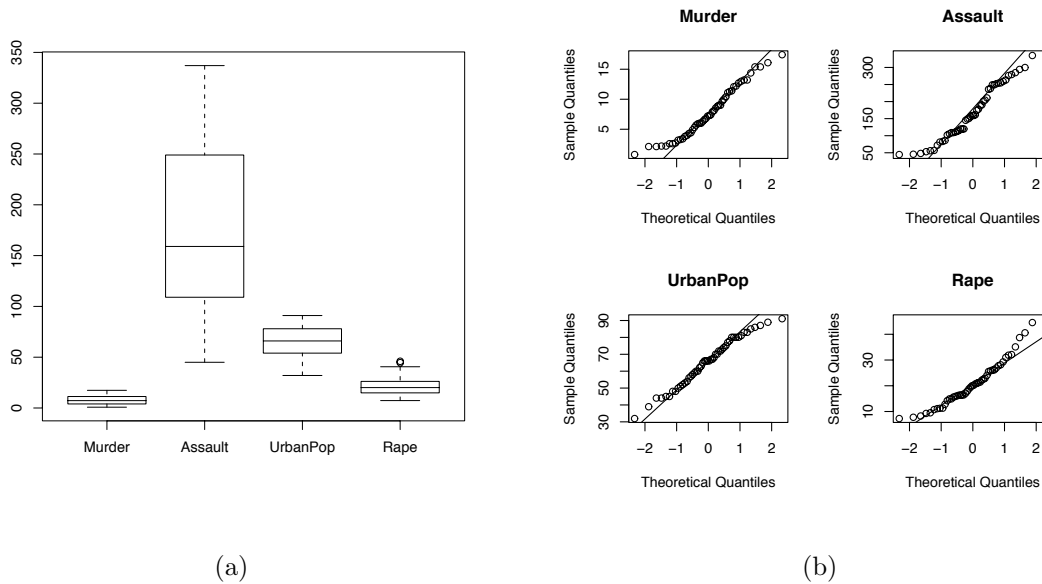 350
300
250
200
150
100
50
0
Murder Assault UrbanPop Rape
(a)
Murder
Sample Quantiles
5 10 15
−2 −1 0 1 2
Theoretical Quantiles
Assault
Sample Quantiles
50 150 300
−2 −1 0 1 2
Theoretical Quantiles
UrbanPop
Sample Quantiles
30 50 70 90
−2 −1 0 1 2
Theoretical Quantiles
Rape
Sample Quantiles
10 30
−2 −1 0 1 2
Theoretical Quantiles
(b)